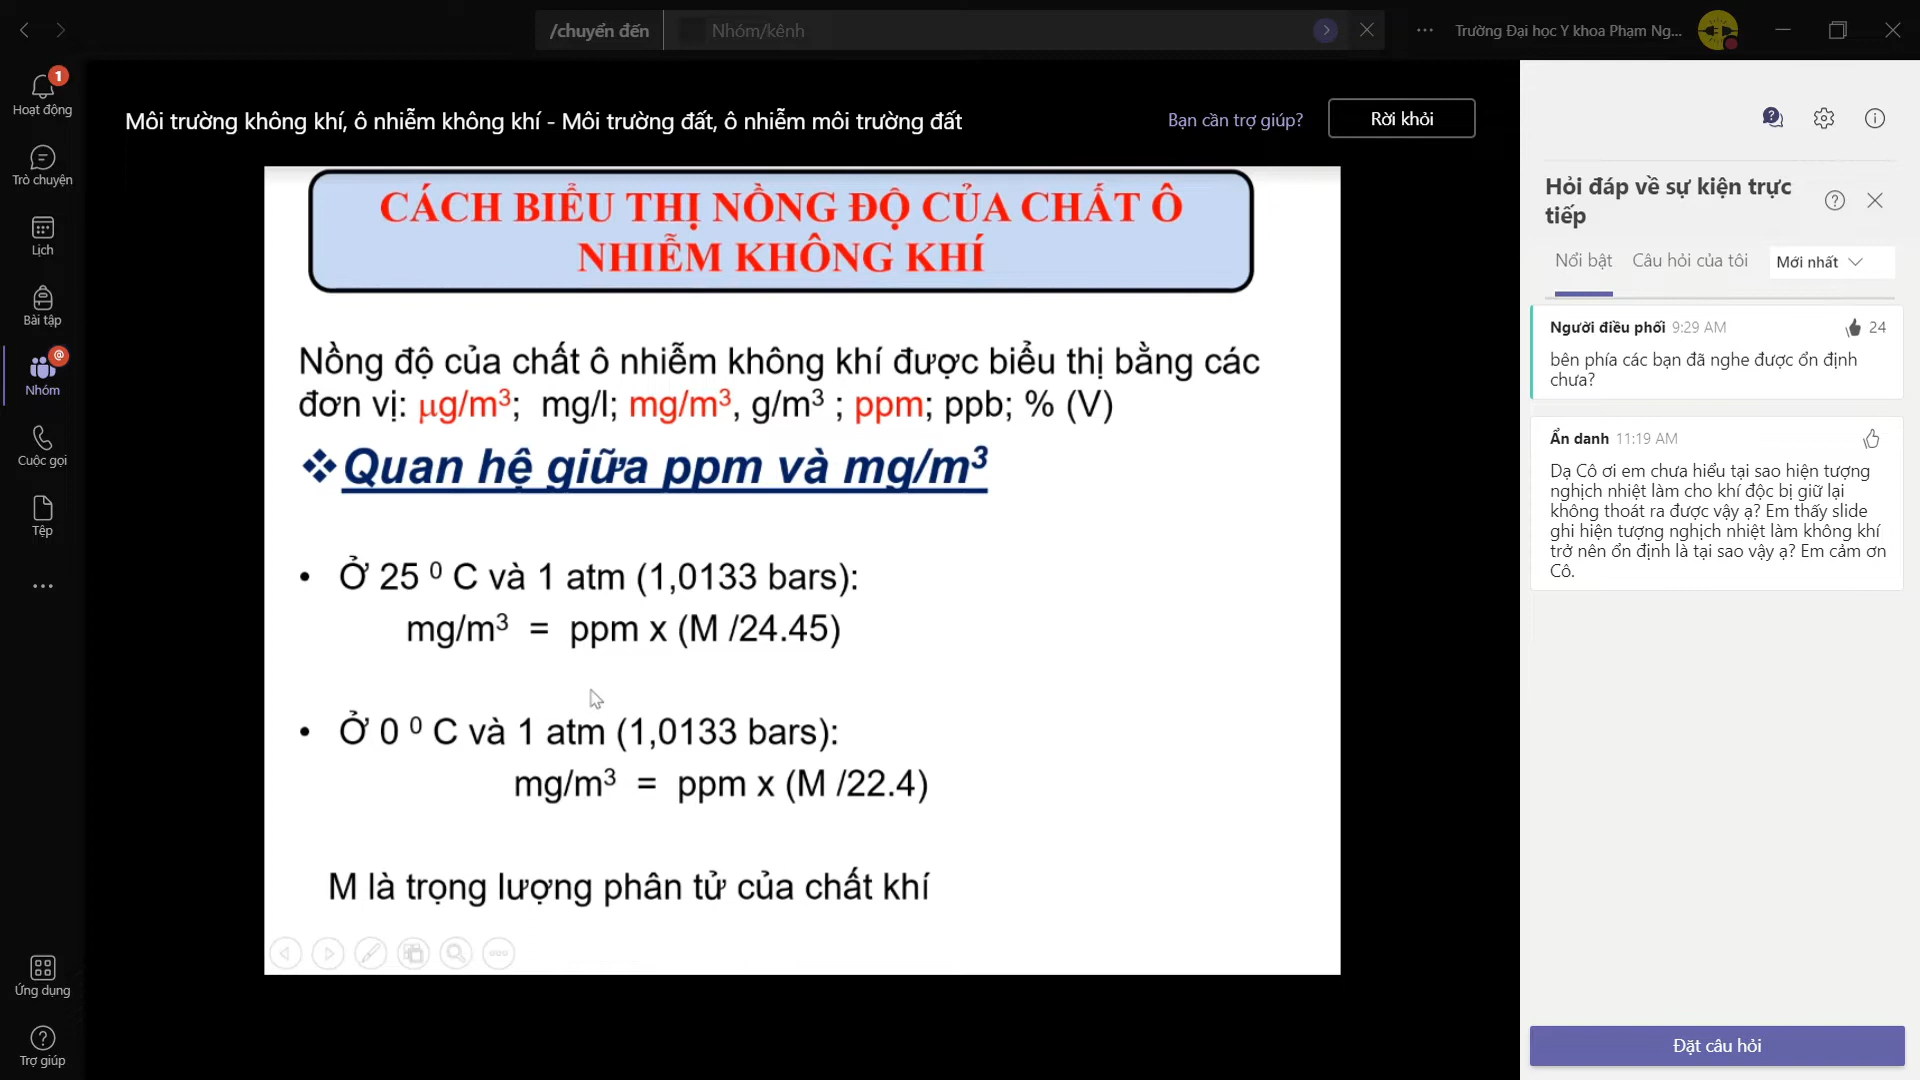 /chuyển đến
Nhóm/kênh
Trường Đại học Y khoa Phạm Ng...
1
Hoạt động
Trò chuyện
Lịch
Bài tập
@
Nhóm
Cuộc gọi
Tệp
Ứng dụng
Trợ giúp
Môi trường không khí, ô nhiễm không khí - Môi trường đất, ô nhiễm môi trường đất
Bạn cần trợ giúp?
Rời khỏi
CÁCH BIỂU THỊ NỒNG ĐỘ CỦA CHẤT Ô
NHIỄM KHÔNG KHÍ
Nồng độ của chất ô nhiễm không khí được biểu thị bằng các
đơn vị: µg/m³; mg/l; mg/m³, g/m³ ; ppm; ppb; % (V)
❖Quan hệ giữa ppm và mg/m³
• Ở 25 ⁰ C và 1 atm (1,0133 bars):
mg/m³ = ppm x (M /24.45)
• Ở 0 ⁰ C và 1 atm (1,0133 bars):
mg/m³ = ppm x (M /22.4)
M là trọng lượng phân tử của chất khí
Hỏi đáp về sự kiện trực
tiếp
Nổi bật
Câu hỏi của tôi
Mới nhất
Người điều phối 9:29 AM
24
bên phía các bạn đã nghe được ổn định
chưa?
Ẩn danh 11:19 AM
Dạ Cô ơi em chưa hiểu tại sao hiện tượng
nghịch nhiệt làm cho khí độc bị giữ lại
không thoát ra được vậy ạ? Em thấy slide
ghi hiện tượng nghịch nhiệt làm không khí
trở nên ổn định là tại sao vậy ạ? Em cảm ơn
Cô.
Đặt câu hỏi